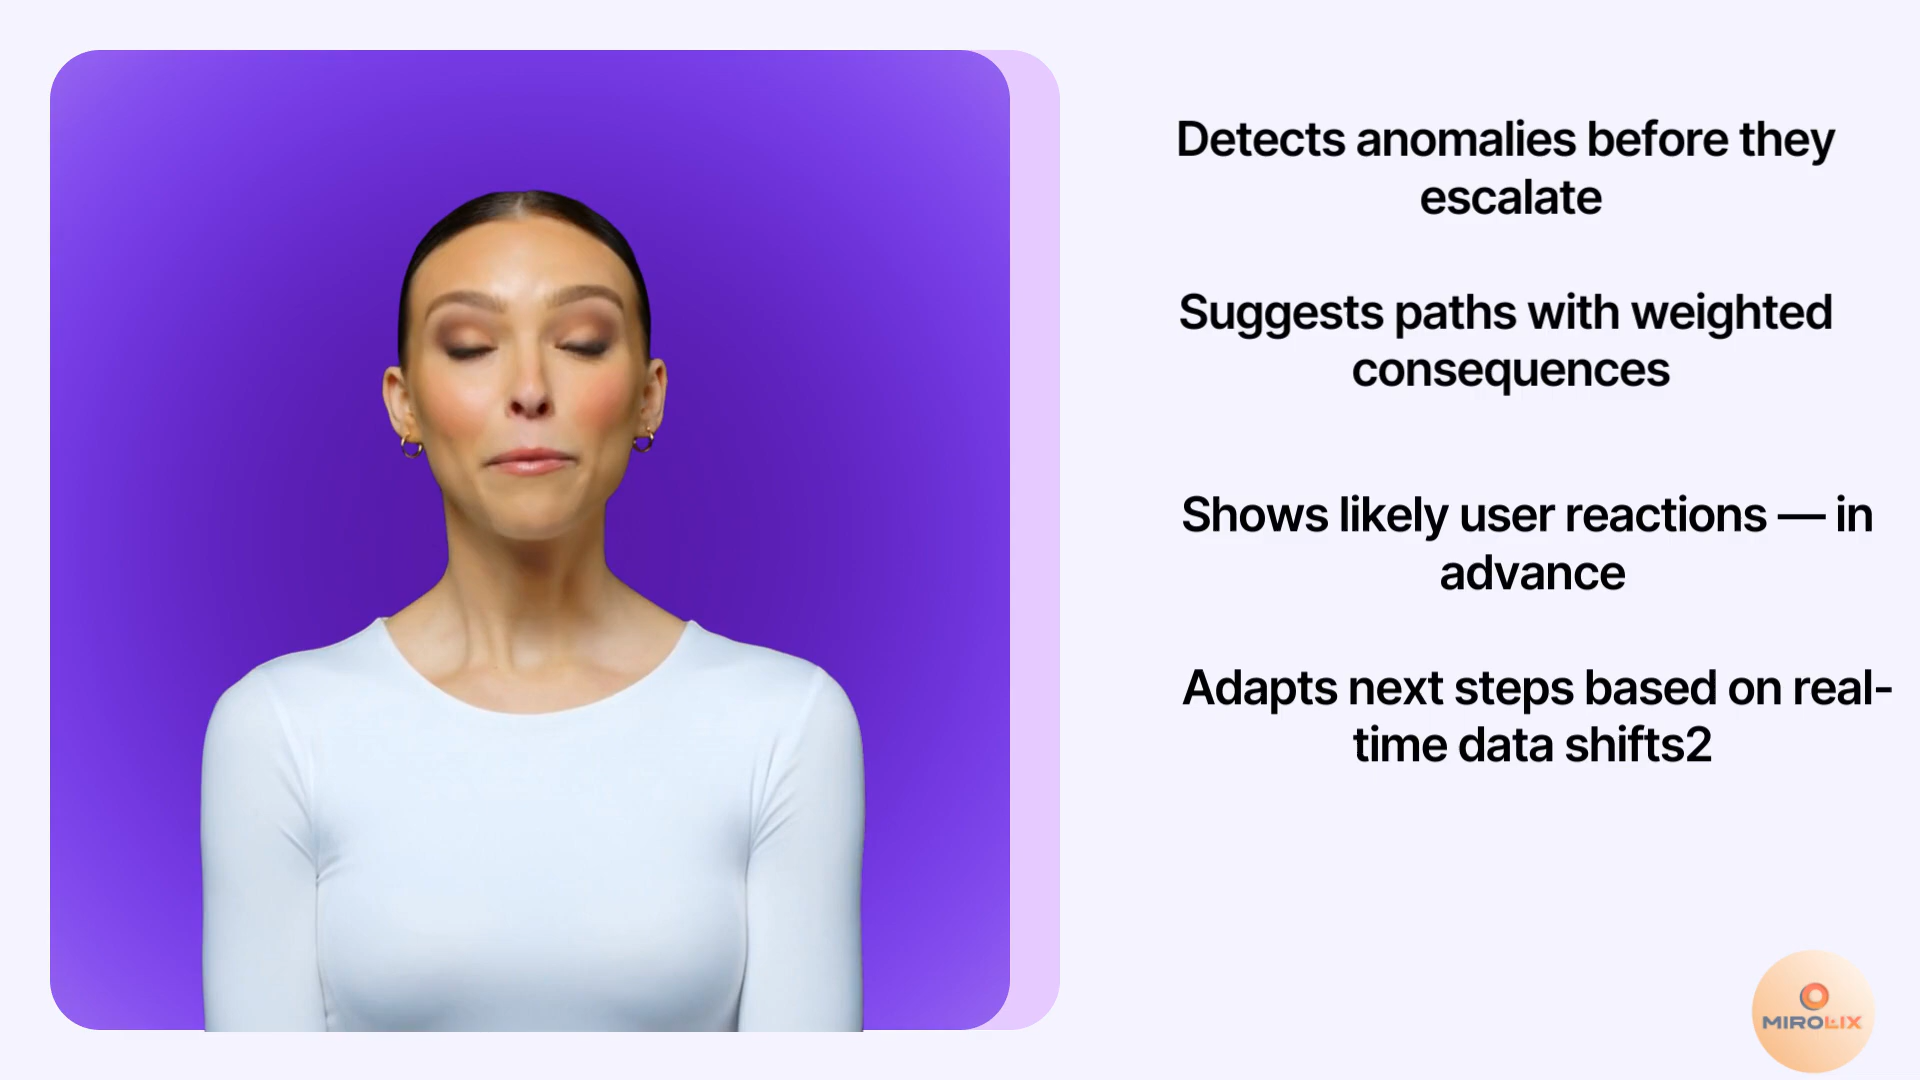 Detects anomalies before they
escalate
Suggests paths with weighted
consequences
Shows likely user reactions — in
advance
Adapts next steps based on real-
time data shifts2
MIROLIX